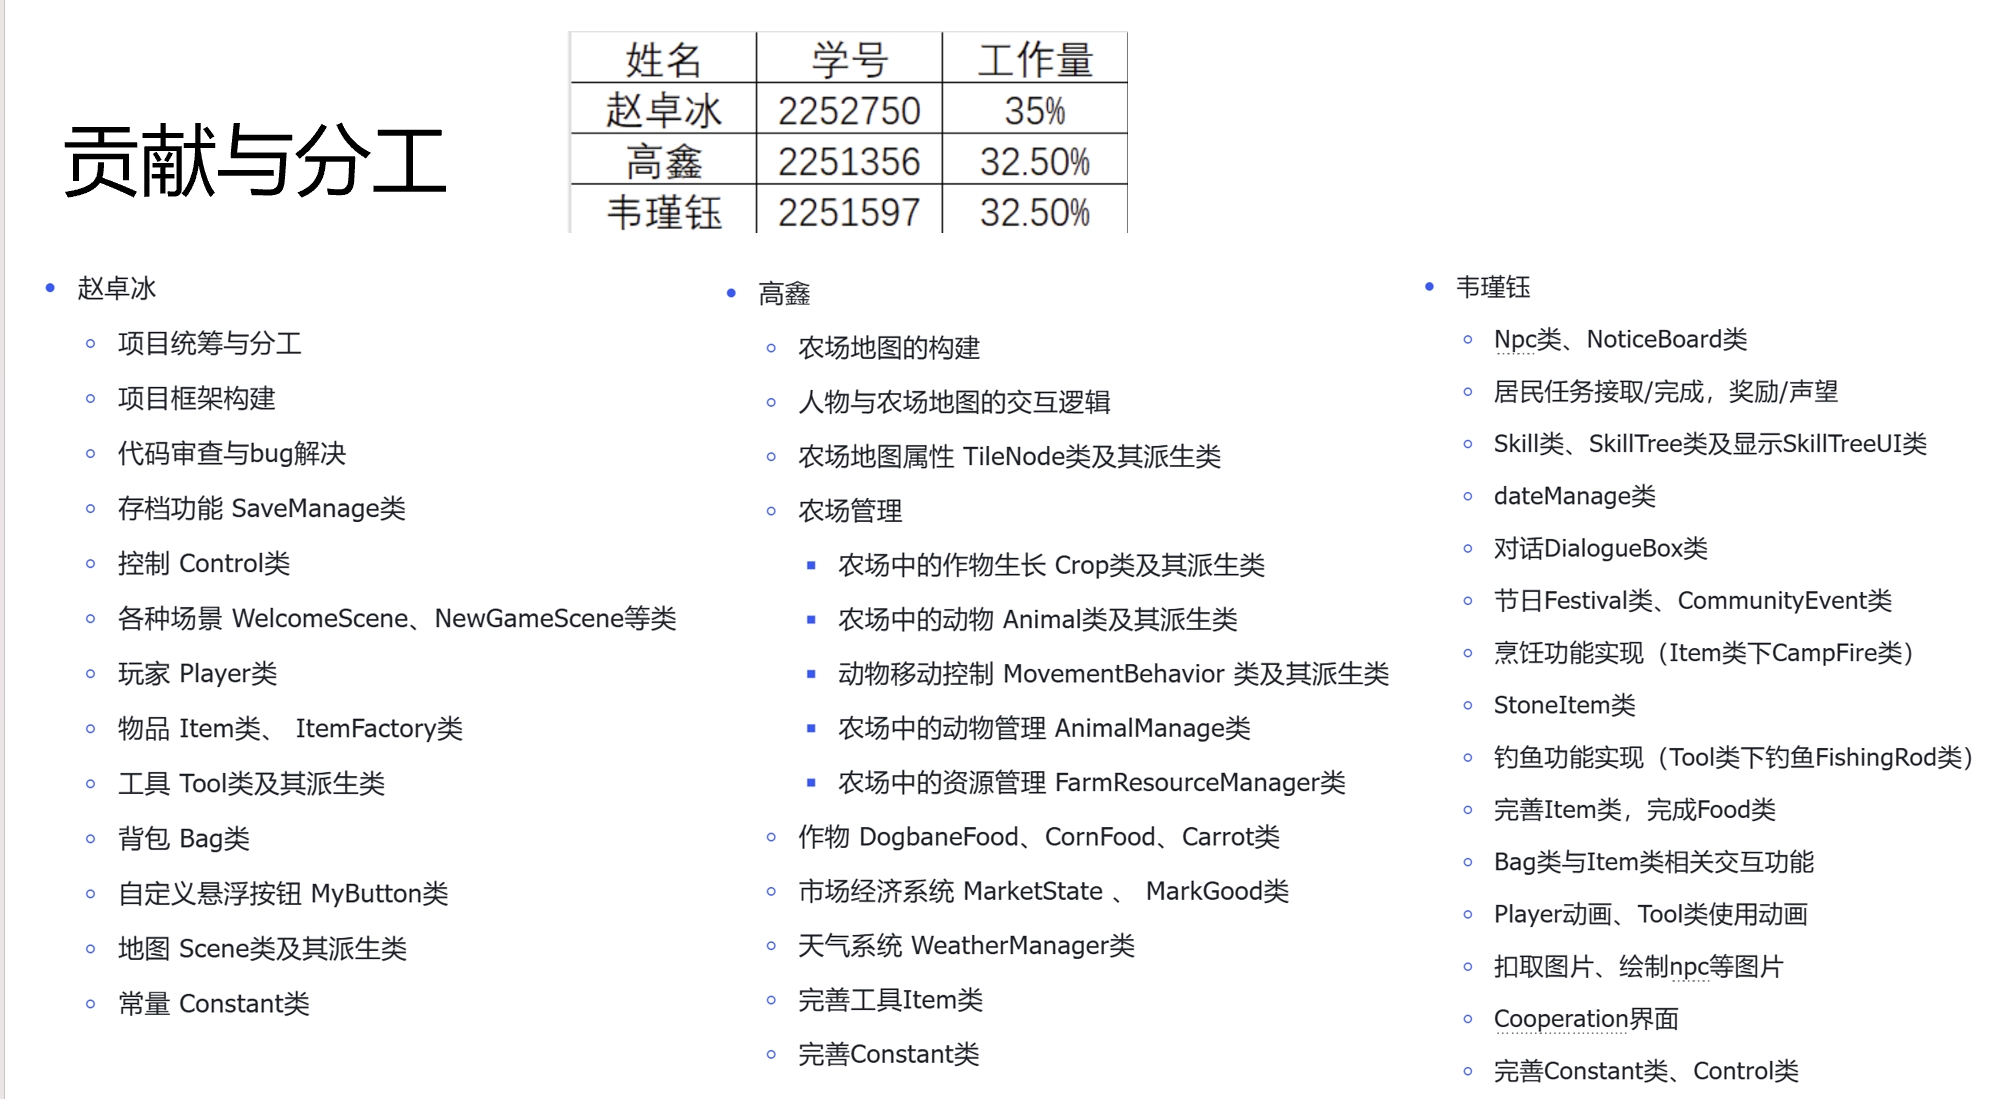 贡献与分工
姓名 学号 工作量
赵卓冰 2252750 35%
高鑫 2251356 32.50%
韦瑾钰 2251597 32.50%
赵卓冰
项目统筹与分工
项目框架构建
代码审查与bug解决
存档功能 SaveManage类
控制 Control类
各种场景 WelcomeScene、NewGameScene等类
玩家 Player类
物品 Item类、 ItemFactory类
工具 Tool类及其派生类
背包 Bag类
自定义悬浮按钮 MyButton类
地图 Scene类及其派生类
常量 Constant类
高鑫
农场地图的构建
人物与农场地图的交互逻辑
农场地图属性 TileNode类及其派生类
农场管理
农场中的作物生长 Crop类及其派生类
农场中的动物 Animal类及其派生类
动物移动控制 MovementBehavior 类及其派生类
农场中的动物管理 AnimalManage类
农场中的资源管理 FarmResourceManager类
作物 DogbaneFood、CornFood、Carrot类
市场经济系统 MarketState 、 MarkGood类
天气系统 WeatherManager类
完善工具Item类
完善Constant类
韦瑾钰
Npc类、NoticeBoard类
居民任务接取/完成，奖励/声望
Skill类、SkillTree类及显示SkillTreeUI类
dateManage类
对话DialogueBox类
节日Festival类、CommunityEvent类
烹饪功能实现（Item类下CampFire类）
StoneItem类
钓鱼功能实现（Tool类下钓鱼FishingRod类）
完善Item类，完成Food类
Bag类与Item类相关交互功能
Player动画、Tool类使用动画
扣取图片、绘制npc等图片
Cooperation界面
完善Constant类、Control类